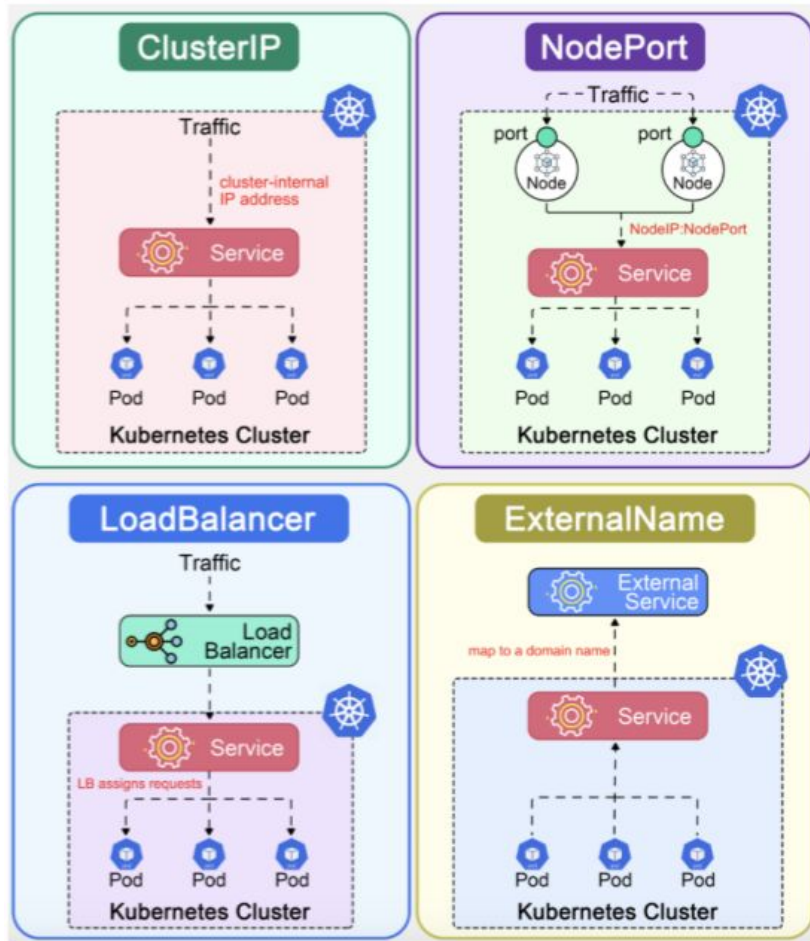 ClusterIP
Traffic
cluster-internal
IP address
Service
Pod Pod Pod
Kubernetes Cluster
NodePort
Traffic
port port
Node Node
NodeIP:NodePort
Service
Pod Pod Pod
Kubernetes Cluster
LoadBalancer
Traffic
Load
Balancer
Service
LB assigns requests
Pod Pod Pod
Kubernetes Cluster
ExternalName
External
Service
map to a domain name
Service
Pod Pod Pod
Kubernetes Cluster